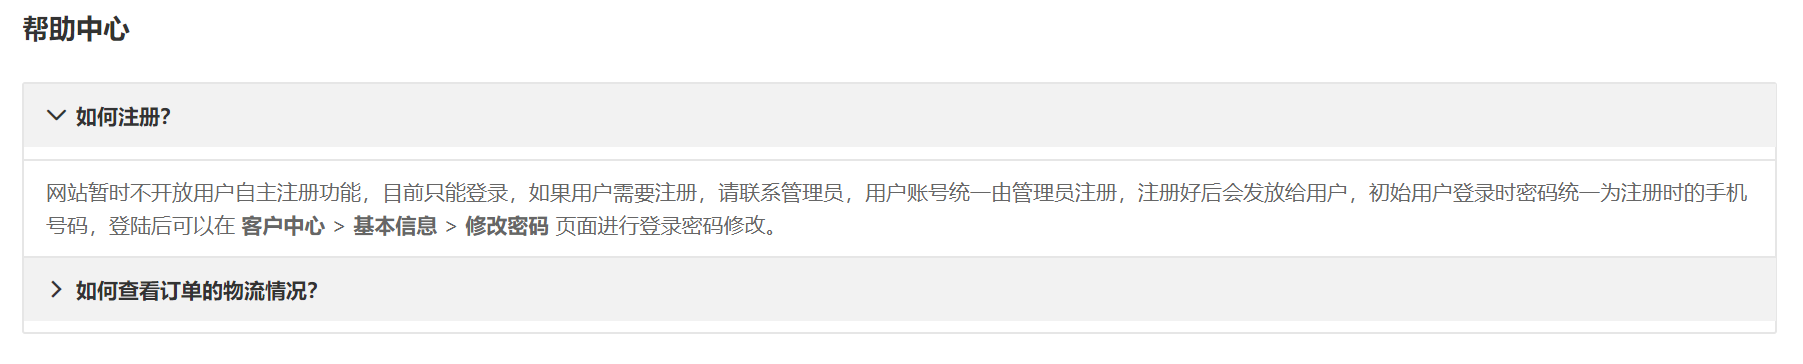 帮助中心
如何注册？
网站暂时不开放用户自主注册功能，目前只能登录，如果用户需要注册，请联系管理员，用户账号统一由管理员注册，注册好后会发放给用户，初始用户登录时密码统一为注册时的手机
号码，登陆后可以在 客户中心 > 基本信息 > 修改密码 页面进行登录密码修改。
如何查看订单的物流情况？